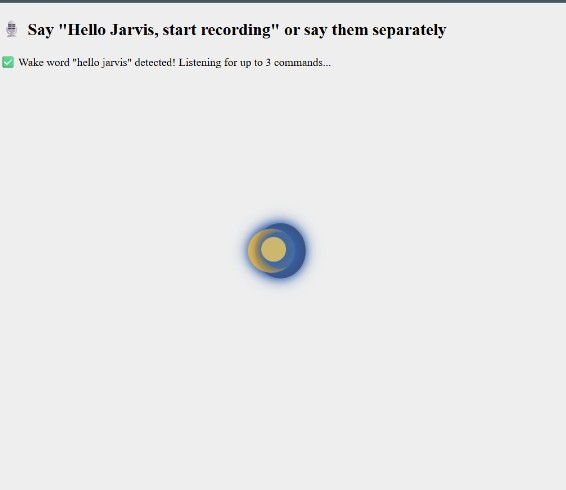 Say "Hello Jarvis, start recording" or say them separately
Wake word "hello jarvis" detected! Listening for up to 3 commands...